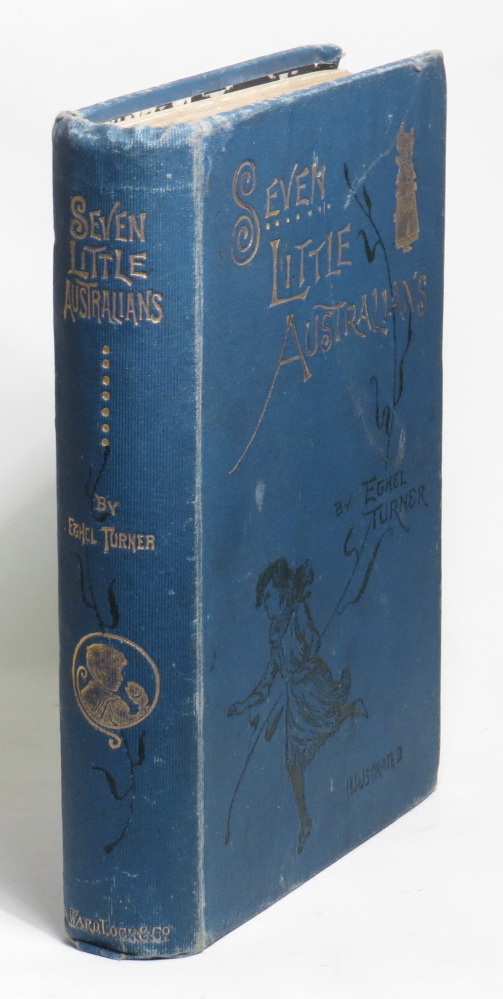 SEVEN
LITTLE
AUSTRALIANS
BY
ETHEL TURNER
WARD, LOCK & CO
SEVEN
LITTLE
AUSTRALIANS
BY ETHEL
TURNER
ILLUSTRATED